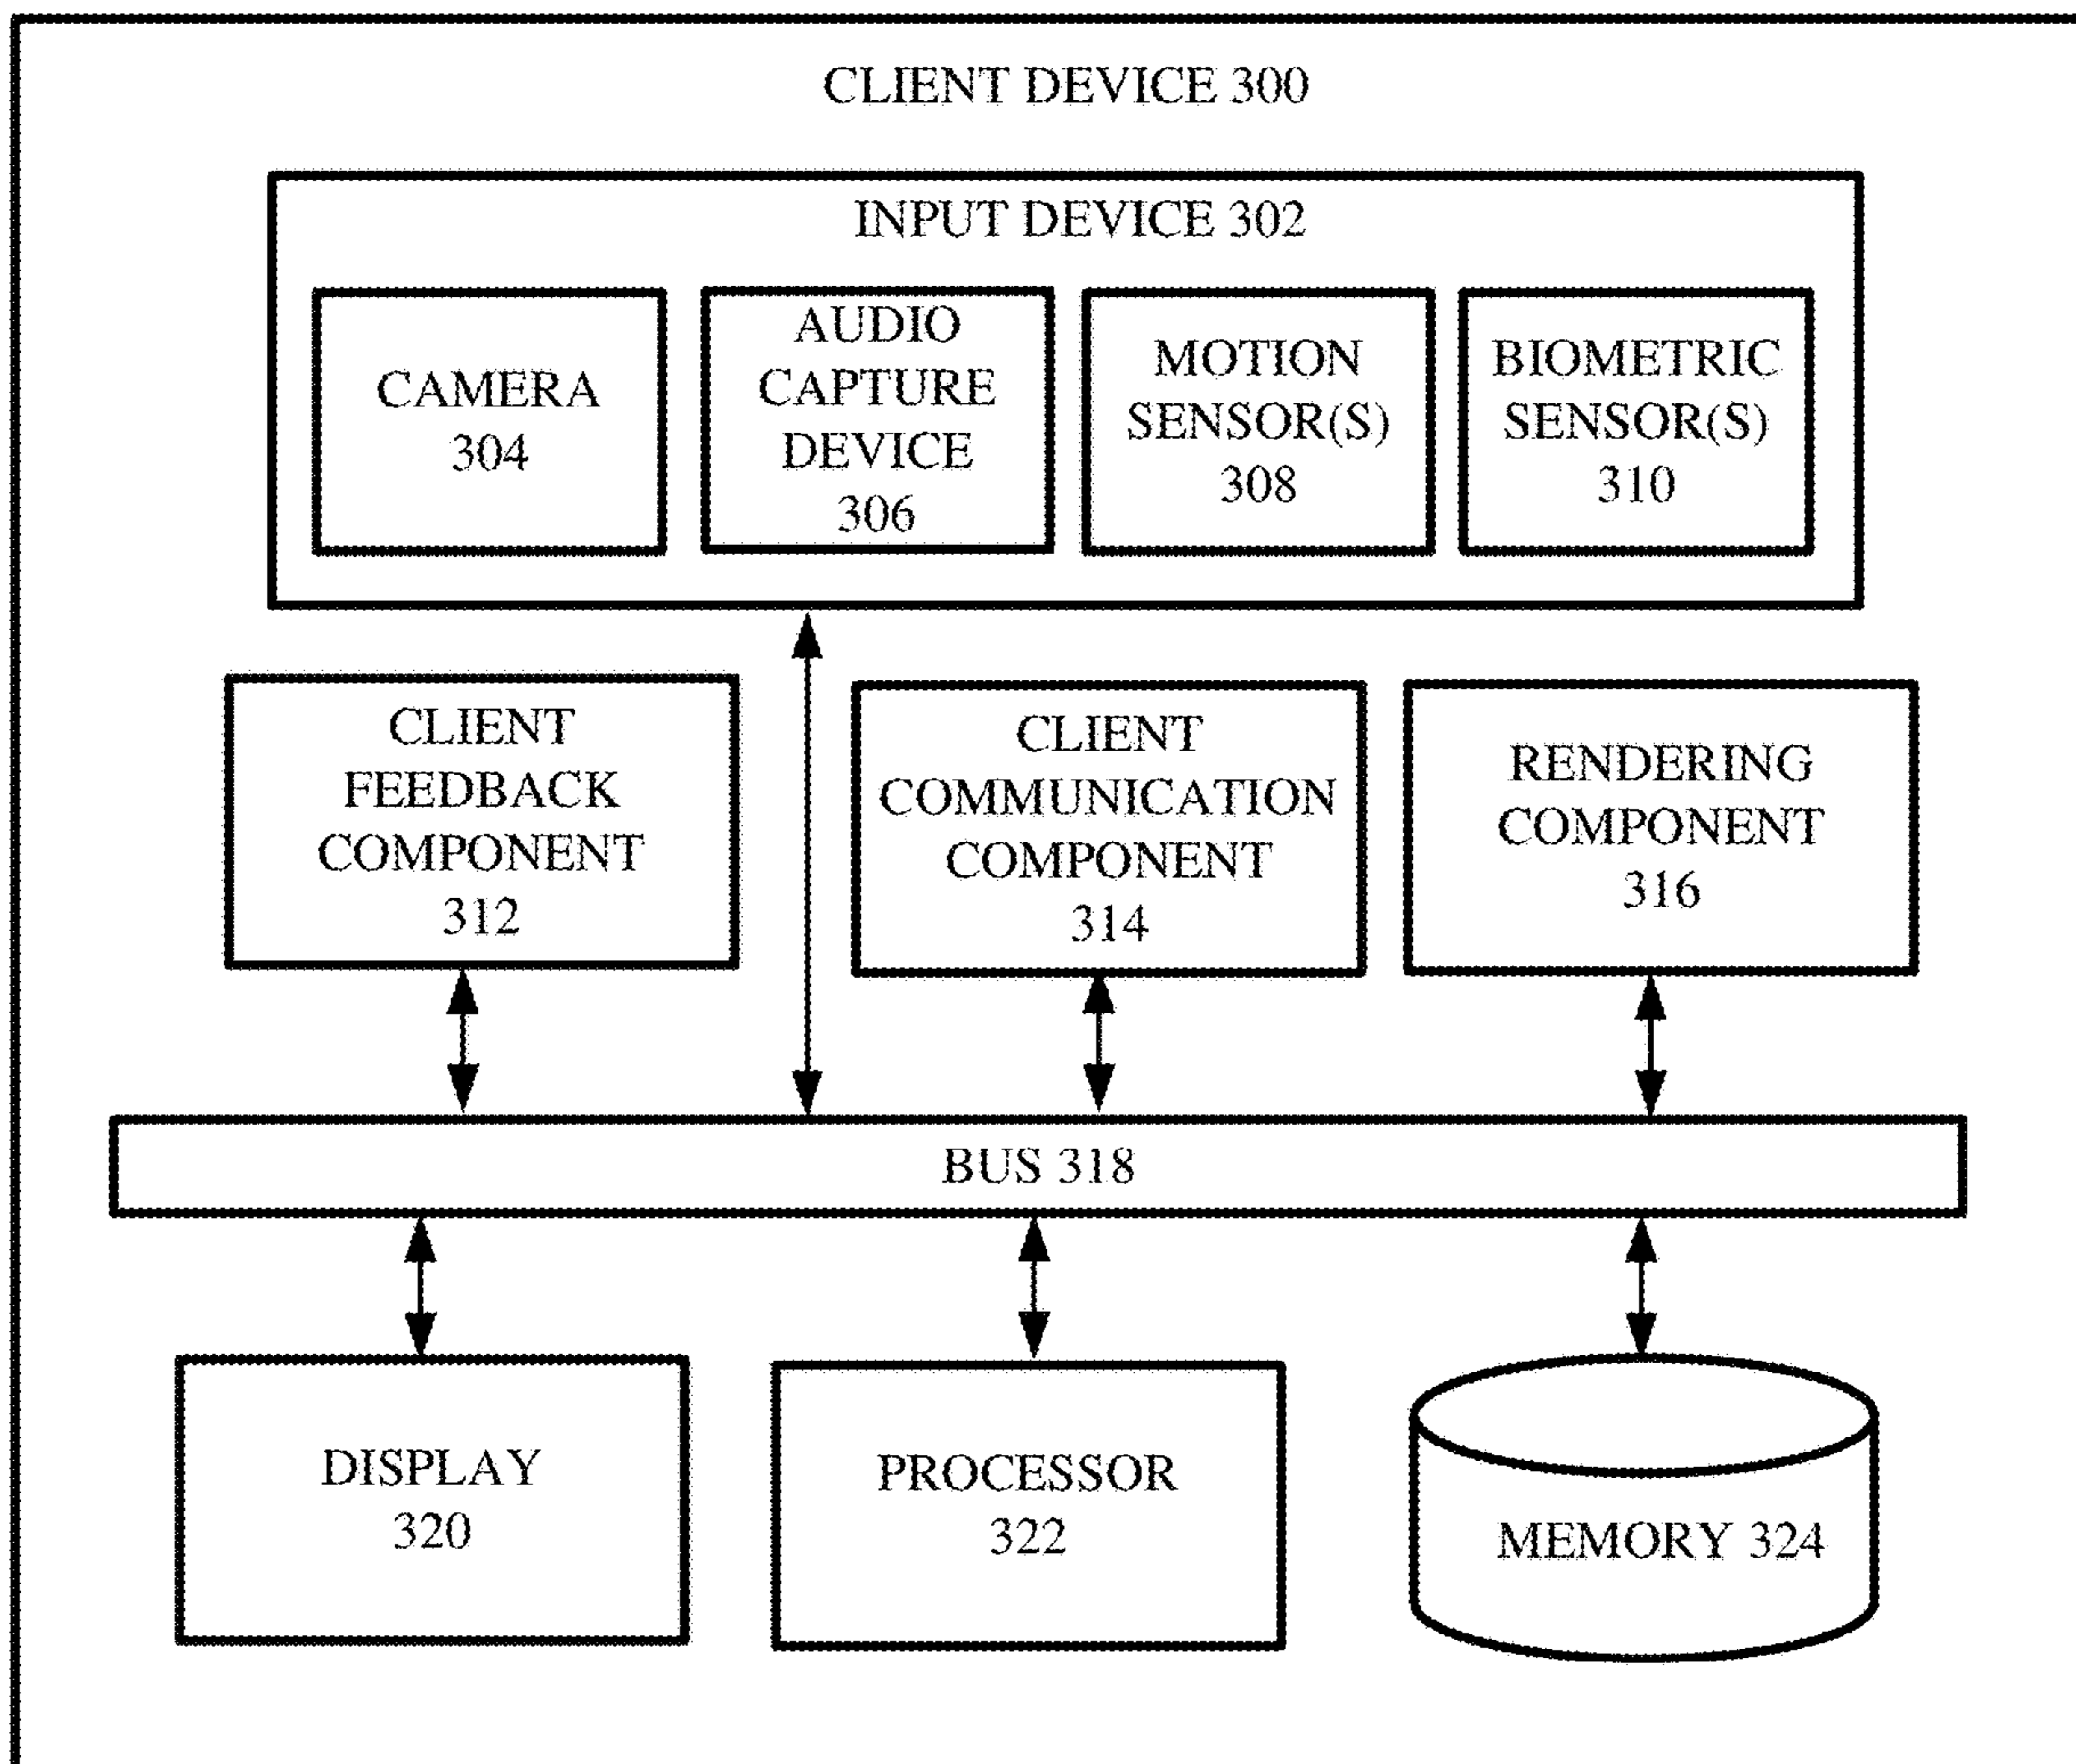 CLIENT DEVICE 300
INPUT DEVICE 302
CAMERA
304
AUDIO
CAPTURE
DEVICE
306
MOTION
SENSOR(S)
308
BIOMETRIC
SENSOR(S)
310
CLIENT
FEEDBACK
COMPONENT
312
CLIENT
COMMUNICATION
COMPONENT
314
RENDERING
COMPONENT
316
BUS 318
DISPLAY
320
PROCESSOR
322
MEMORY 324